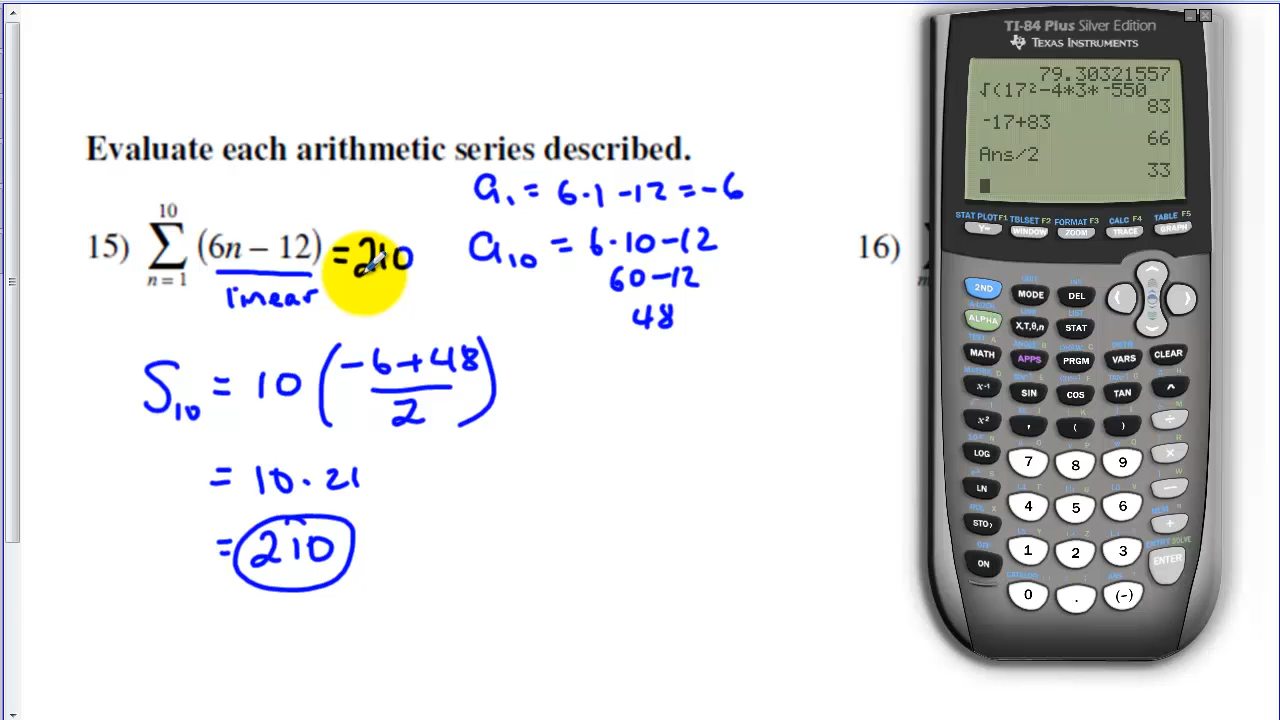 Evaluate each arithmetic series described.
a₁ = 6·1 −12 = −6
15) 10 ∑ n = 1 (6n − 12) = 210
linear
a₁₀ = 6·10 −12
60 −12
48
16)
S₁₀ = 10 ( −6+48 / 2 )
= 10 · 21
= 210
TI-84 Plus Silver Edition
TEXAS INSTRUMENTS
79.30321557
√(17²-4*3*-550
83
-17+83
66
Ans/2
33
STAT PLOT F1 TBLSET F2 FORMAT F3 CALC F4 TABLE F5
Y= WINDOW ZOOM TRACE GRAPH
2ND MODE DEL
ALPHA X,T,θ,n STAT
MATH APPS PRGM VARS CLEAR
x⁻¹ SIN COS TAN ^
x² , ( ) ÷
LOG 7 8 9 ×
LN 4 5 6 −
STO› 1 2 3 +
ON 0 . (-) ENTER